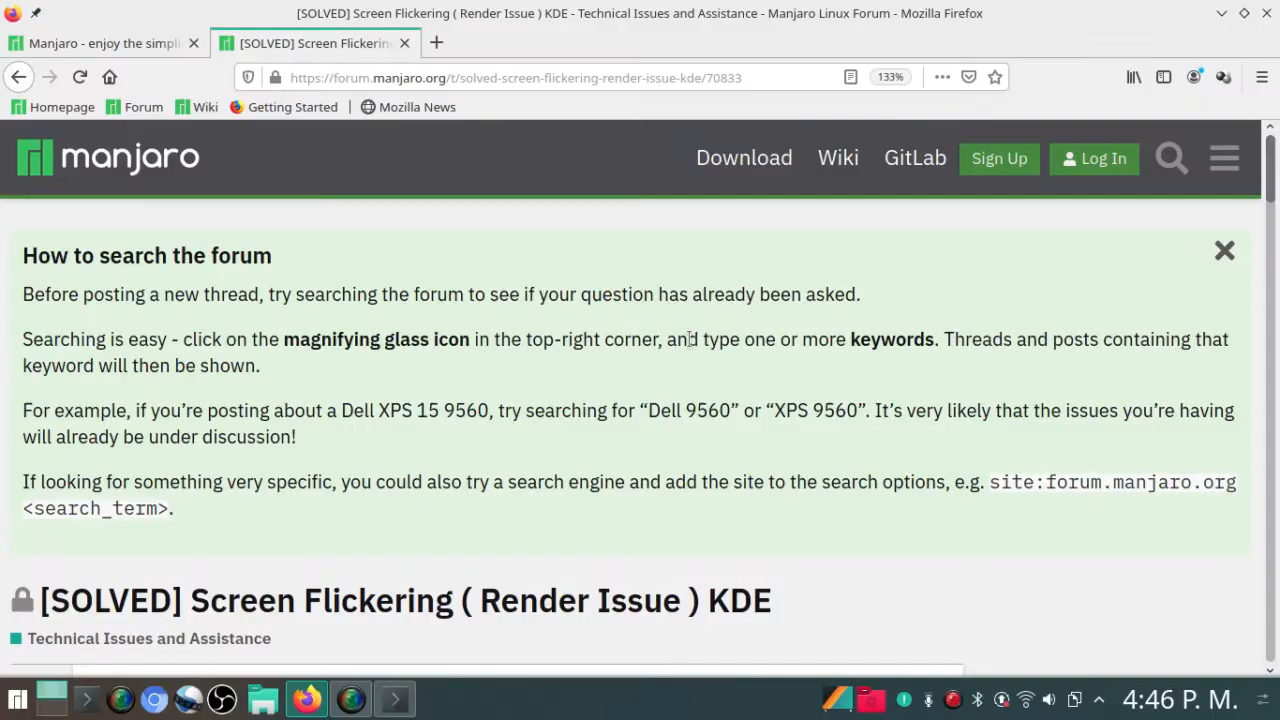 [SOLVED] Screen Flickering ( Render Issue ) KDE - Technical Issues and Assistance - Manjaro Linux Forum - Mozilla Firefox
Manjaro - enjoy the simpli
[SOLVED] Screen Flickering
https://forum.manjaro.org/t/solved-screen-flickering-render-issue-kde/70833
133%
Homepage Forum Wiki Getting Started Mozilla News
manjaro
Download Wiki GitLab Sign Up Log In
How to search the forum
Before posting a new thread, try searching the forum to see if your question has already been asked.
Searching is easy - click on the magnifying glass icon in the top-right corner, and type one or more keywords. Threads and posts containing that
keyword will then be shown.
For example, if you’re posting about a Dell XPS 15 9560, try searching for “Dell 9560” or “XPS 9560”. It’s very likely that the issues you’re having
will already be under discussion!
If looking for something very specific, you could also try a search engine and add the site to the search options, e.g. site:forum.manjaro.org
<search_term>.
[SOLVED] Screen Flickering ( Render Issue ) KDE
Technical Issues and Assistance
4:46 P. M.